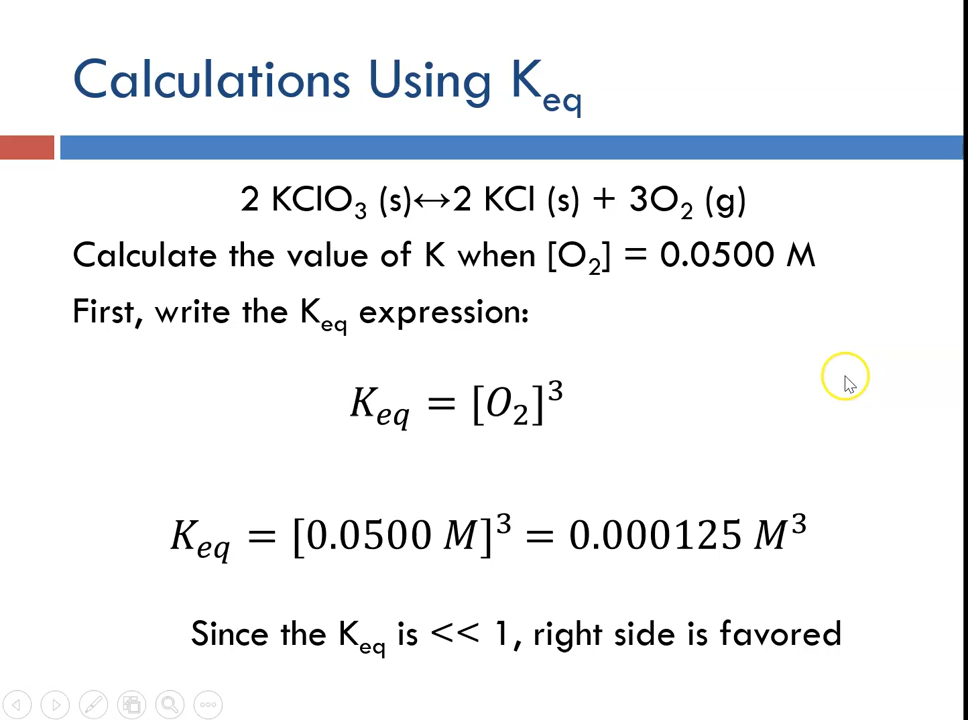 Calculations Using K_eq
2 KClO₃ (s)↔2 KCl (s) + 3O₂ (g)
Calculate the value of K when [O₂] = 0.0500 M
First, write the K_eq expression:
K_eq = [O₂]³
K_eq = [0.0500 M]³ = 0.000125 M³
Since the K_eq is << 1, right side is favored